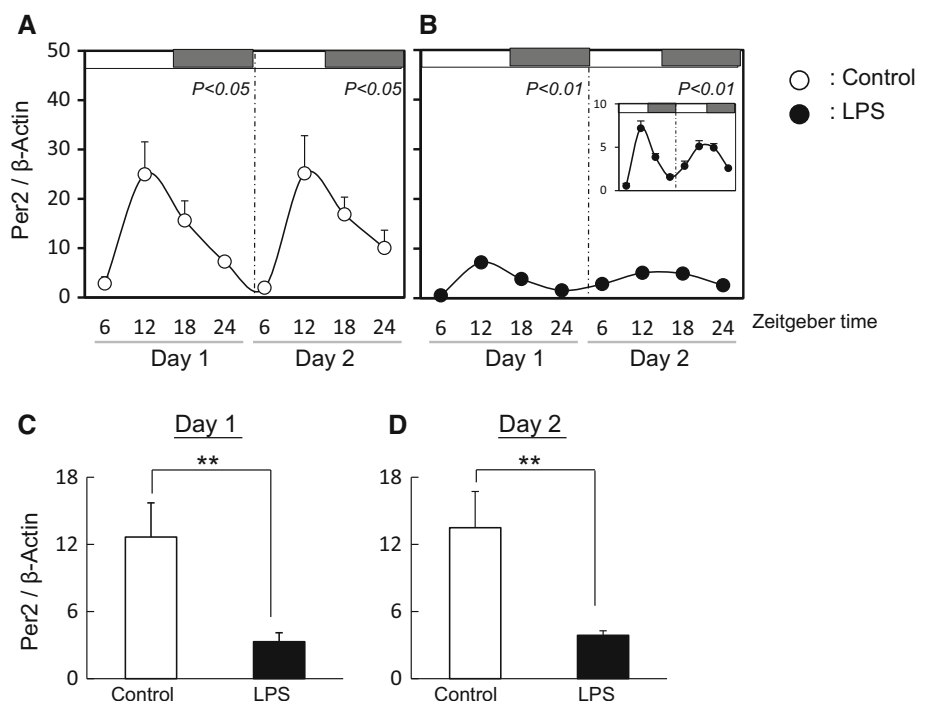 A
B
50
40
30
20
10
0
Per2 / β-Actin
P<0.05
P<0.05
P<0.01
P<0.01
10
5
0
: Control
: LPS
6 12 18 24 6 12 18 24
6 12 18 24 6 12 18 24
Zeitgeber time
Day 1 Day 2
Day 1 Day 2
C
Day 1
18
12
6
0
Per2 / β-Actin
**
Control LPS
D
Day 2
18
12
6
0
**
Control LPS